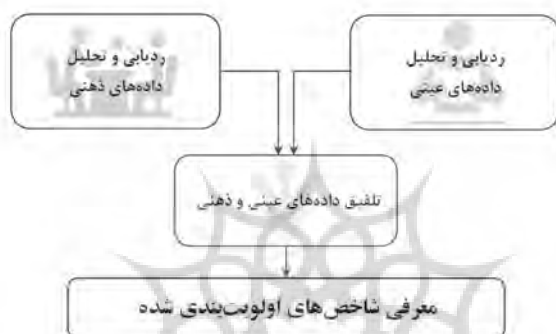 ردیابی و تحلیل
داده‌های عینی
ردیابی و تحلیل
داده‌های ذهنی
تلفیق داده‌های عینی و ذهنی
معرفی شاخص‌های اولویت‌بندی شده